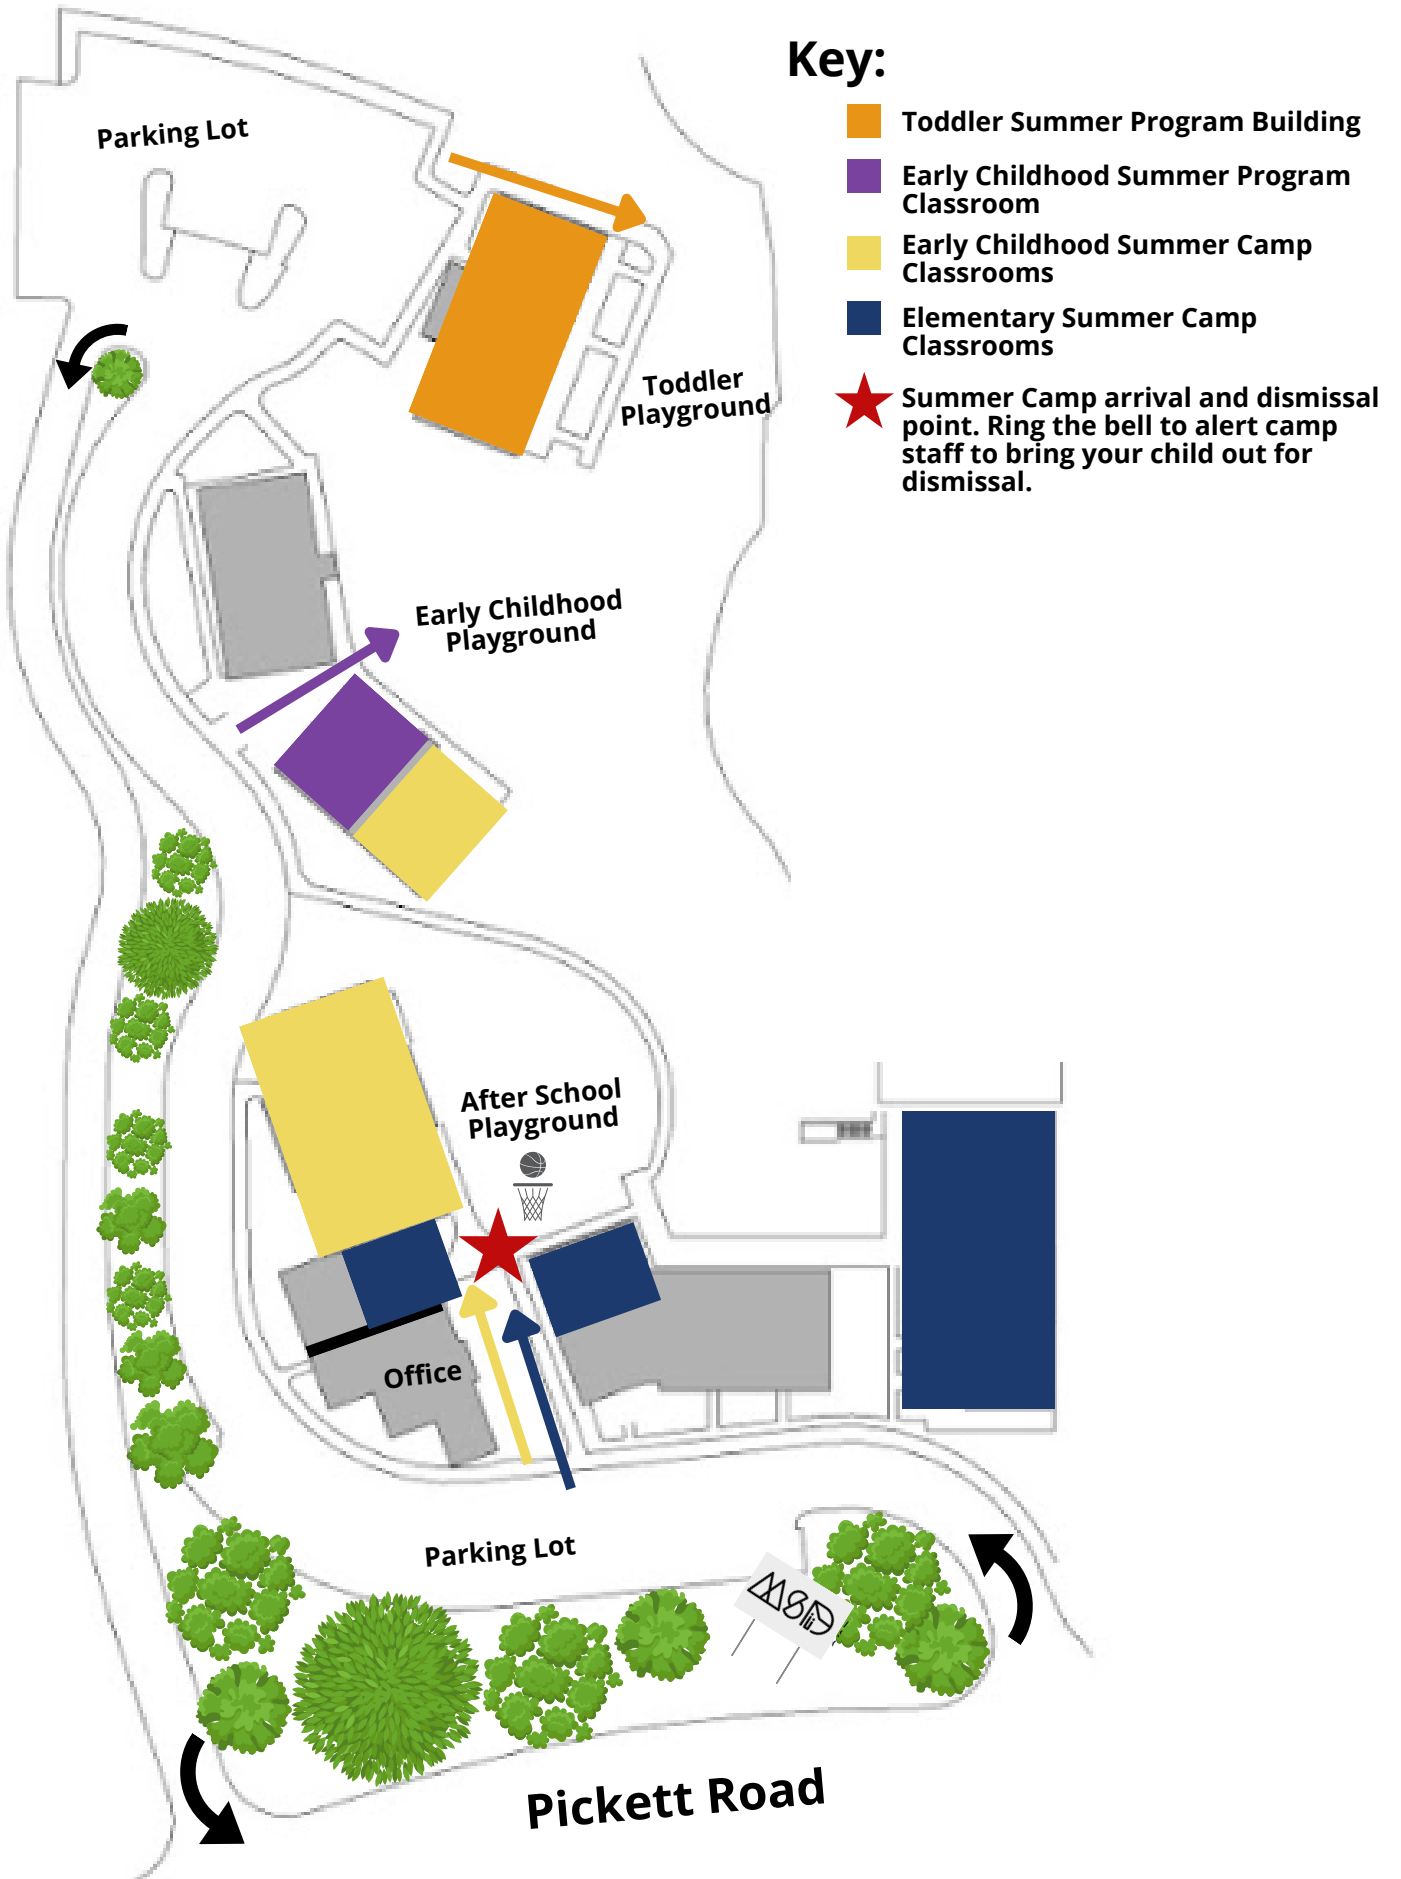 Key:
Toddler Summer Program Building
Early Childhood Summer Program
Classroom
Early Childhood Summer Camp
Classrooms
Elementary Summer Camp
Classrooms
Summer Camp arrival and dismissal
point. Ring the bell to alert camp
staff to bring your child out for
dismissal.
Parking Lot
Toddler
Playground
Early Childhood
Playground
After School
Playground
Office
Parking Lot
MSD
Pickett Road